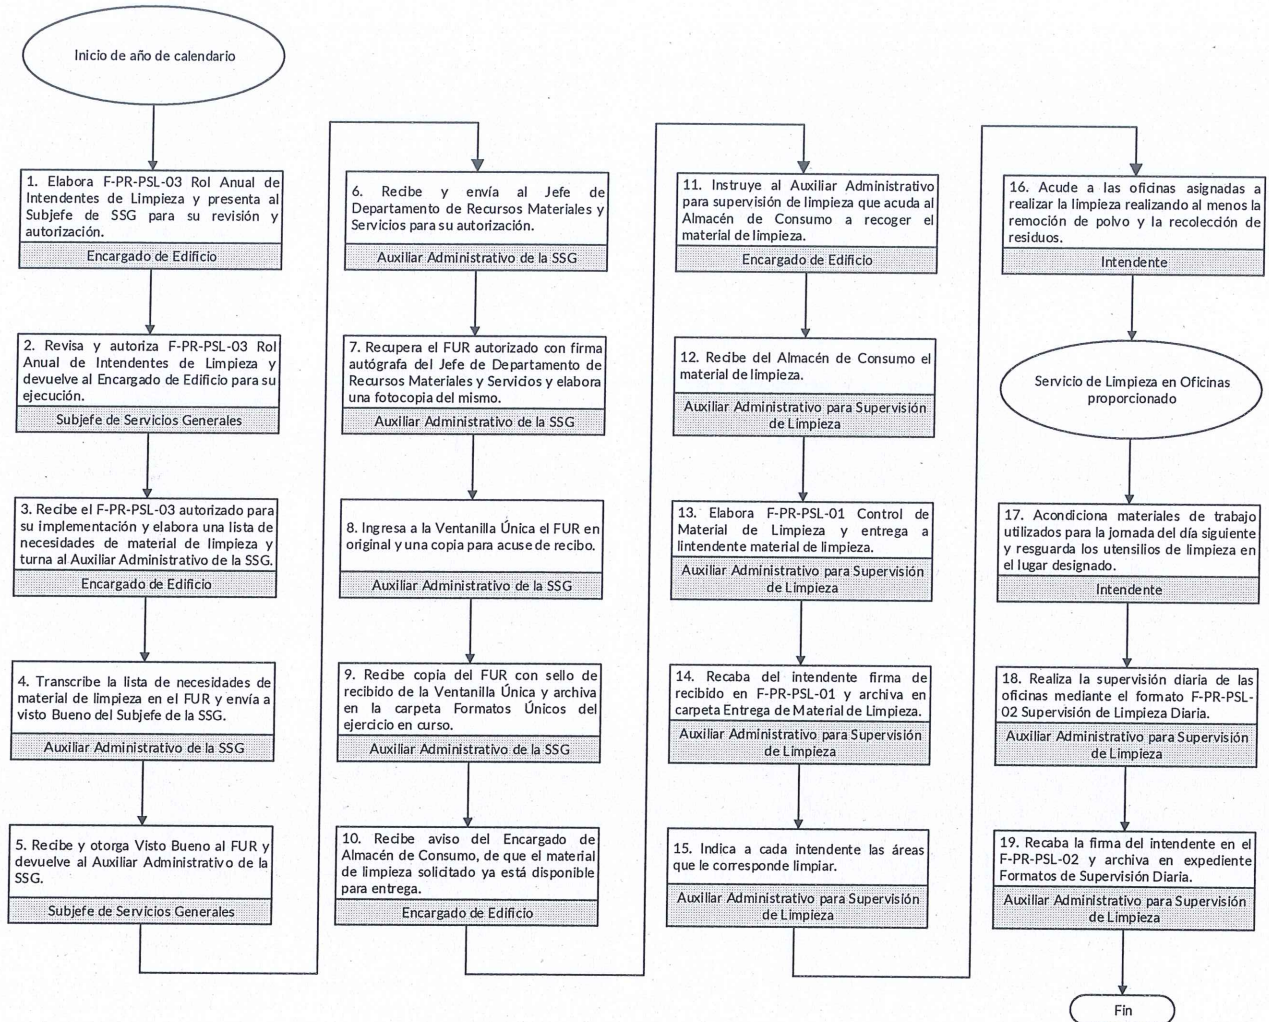 Inicio de año de calendario
1. Elabora F-PR-PSL-03 Rol Anual de
Intendentes de Limpieza y presenta al
Subjefe de SSG para su revisión y
autorización.
Encargado de Edificio
2. Revisa y autoriza F-PR-PSL-03 Rol
Anual de Intendentes de Limpieza y
devuelve al Encargado de Edificio para su
ejecución.
Subjefe de Servicios Generales
3. Recibe el F-PR-PSL-03 autorizado para
su implementación y elabora una lista de
necesidades de material de limpieza y
turna al Auxiliar Administrativo de la SSG.
Encargado de Edificio
4. Transcribe la lista de necesidades de
material de limpieza en el FUR y envía a
visto Bueno del Subjefe de la SSG.
Auxiliar Administrativo de la SSG
5. Recibe y otorga Visto Bueno al FUR y
devuelve al Auxiliar Administrativo de la
SSG.
Subjefe de Servicios Generales
6. Recibe y envía al Jefe de
Departamento de Recursos Materiales y
Servicios para su autorización.
Auxiliar Administrativo de la SSG
7. Recupera el FUR autorizado con firma
autógrafa del Jefe de Departamento de
Recursos Materiales y Servicios y elabora
una fotocopia del mismo.
Auxiliar Administrativo de la SSG
8. Ingresa a la Ventanilla Única el FUR en
original y una copia para acuse de recibo.
Auxiliar Administrativo de la SSG
9. Recibe copia del FUR con sello de
recibido de la Ventanilla Única y archiva
en la carpeta Formatos Únicos del
ejercicio en curso.
Auxiliar Administrativo de la SSG
10. Recibe aviso del Encargado de
Almacén de Consumo, de que el material
de limpieza solicitado ya está disponible
para entrega.
Encargado de Edificio
11. Instruye al Auxiliar Administrativo
para supervisión de limpieza que acuda al
Almacén de Consumo a recoger el
material de limpieza.
Encargado de Edificio
12. Recibe del Almacén de Consumo el
material de limpieza.
Auxiliar Administrativo para Supervisión
de Limpieza
13. Elabora F-PR-PSL-01 Control de
Material de Limpieza y entrega a
lintendente material de limpieza.
Auxiliar Administrativo para Supervisión
de Limpieza
14. Recaba del intendente firma de
recibido en F-PR-PSL-01 y archiva en
carpeta Entrega de Material de Limpieza.
Auxiliar Administrativo para Supervisión
de Limpieza
15. Indica a cada intendente las áreas
que le corresponde limpiar.
Auxiliar Administrativo para Supervisión
de Limpieza
16. Acude a las oficinas asignadas a
realizar la limpieza realizando al menos la
remoción de polvo y la recolección de
residuos.
Intendente
Servicio de Limpieza en Oficinas
proporcionado
17. Acondiciona materiales de trabajo
utilizados para la jornada del día siguiente
y resguarda los utensilios de limpieza en
el lugar designado.
Intendente
18. Realiza la supervisión diaria de las
oficinas mediante el formato F-PR-PSL-
02 Supervisión de Limpieza Diaria.
Auxiliar Administrativo para Supervisión
de Limpieza
19. Recaba la firma del intendente en el
F-PR-PSL-02 y archiva en expediente
Formatos de Supervisión Diaria.
Auxiliar Administrativo para Supervisión
de Limpieza
Fin